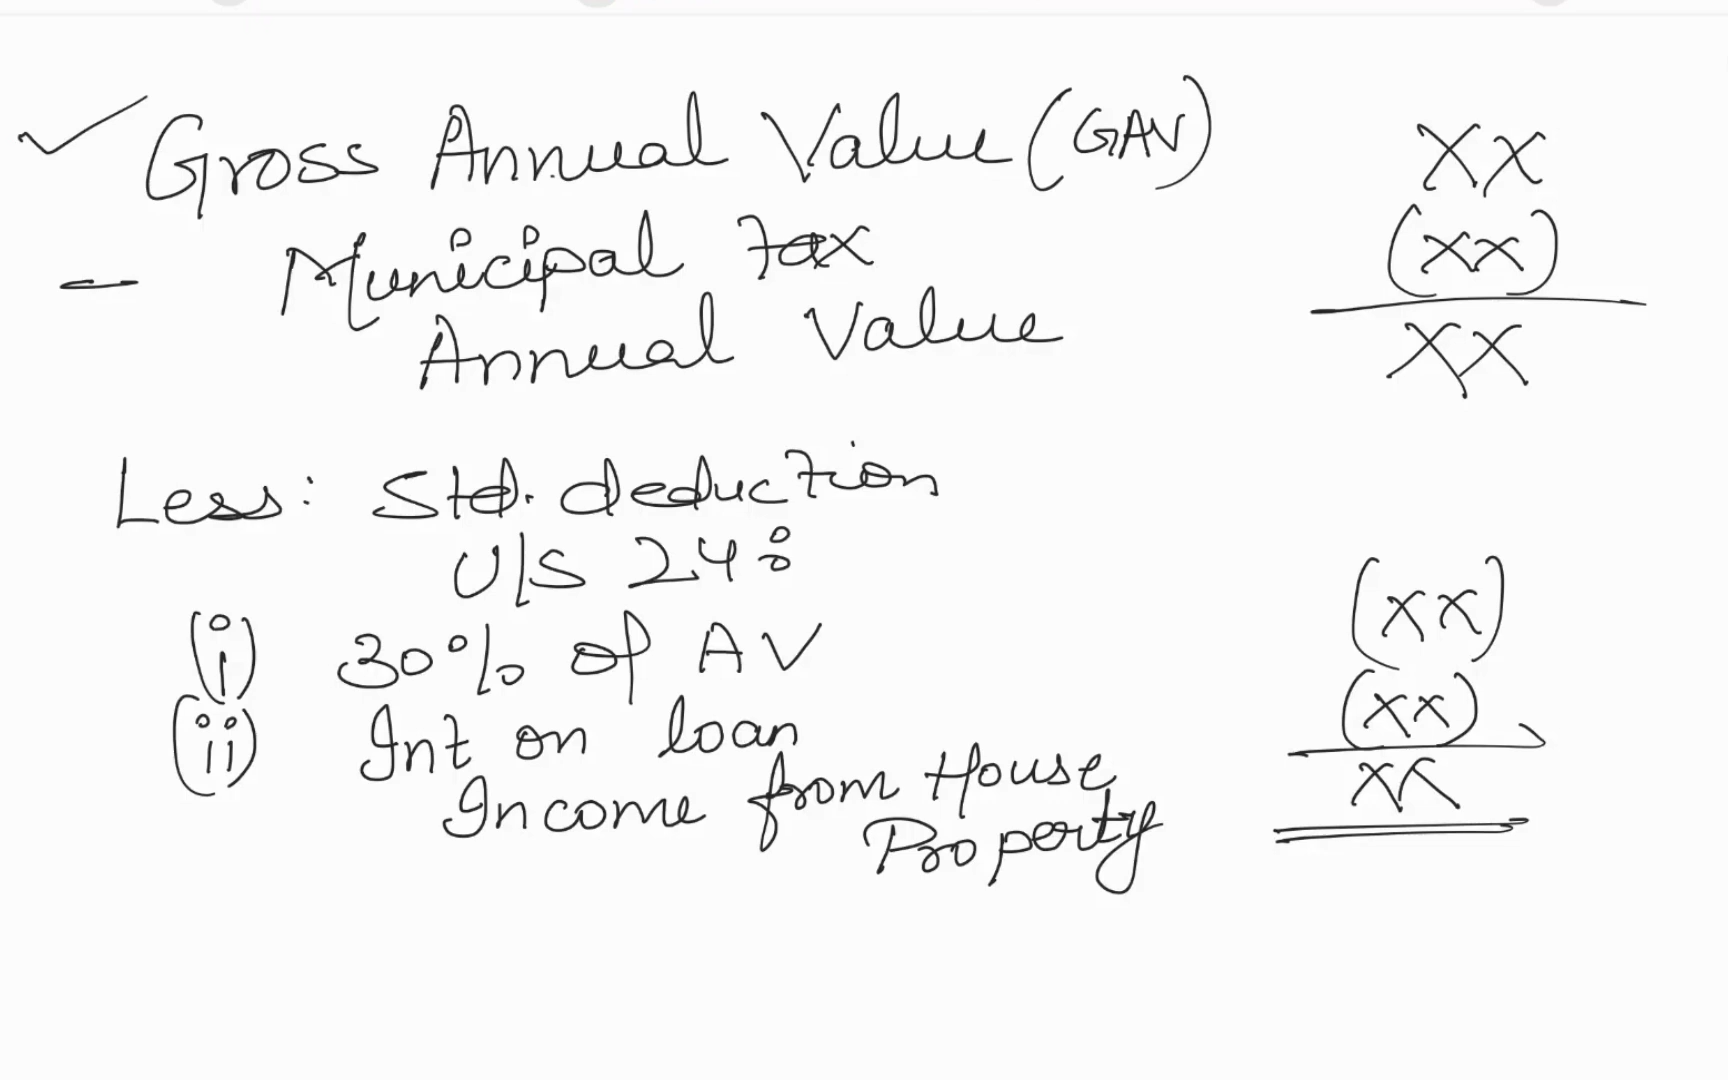 ✓ Gross Annual Value (GAV) XX
– Municipal tax (XX)
Annual Value XX
Less: Std. deduction
U/S 24:
(i) 30% of AV (XX)
(ii) Int on loan (XX)
Income from House XX
Property